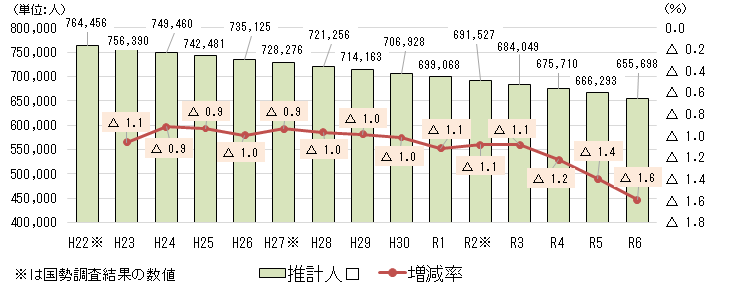 （単位:人） (%)
764,456 756,390 749,460 742,481 735,125 728,276 721,256 714,163 706,928 699,068 691,527 684,049 675,710 666,293 655,698
800,000 0.0
750,000 △ 0.2
700,000 △ 0.4
650,000 △ 0.6
600,000 △ 0.8
550,000 △ 1.0
500,000 △ 1.2
450,000 △ 1.4
400,000 △ 1.6
△ 1.8
△ 1.1 △ 0.9 △ 0.9 △ 1.0 △ 0.9 △ 1.0 △ 1.0 △ 1.0 △ 1.1 △ 1.1 △ 1.1 △ 1.2 △ 1.4 △ 1.6
H22※ H23 H24 H25 H26 H27※ H28 H29 H30 R1 R2※ R3 R4 R5 R6
※は国勢調査結果の数値 推計人口 増減率